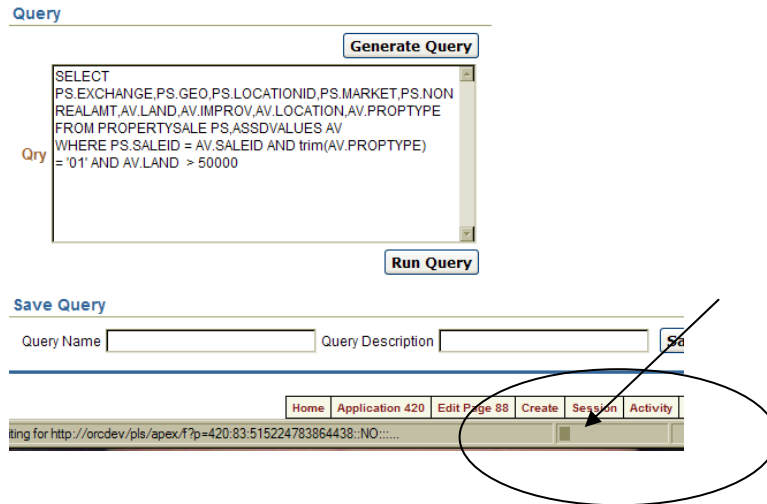 Query
Generate Query
SELECT
PS.EXCHANGE,PS.GEO,PS.LOCATIONID,PS.MARKET,PS.NON
REALAMT,AV.LAND,AV.IMPROV,AV.LOCATION,AV.PROPTYPE
FROM PROPERTYSALE PS,ASSDVALUES AV
WHERE PS.SALEID = AV.SALEID AND trim(AV.PROPTYPE)
Qry
= '01' AND AV.LAND > 50000
Run Query
Save Query
Query Name Query Description Sa
Home Application 420 Edit Page 88 Create Session Activity
iting for http://orcdev/pls/apex/f?p=420:83:515224783864438::NO:::...